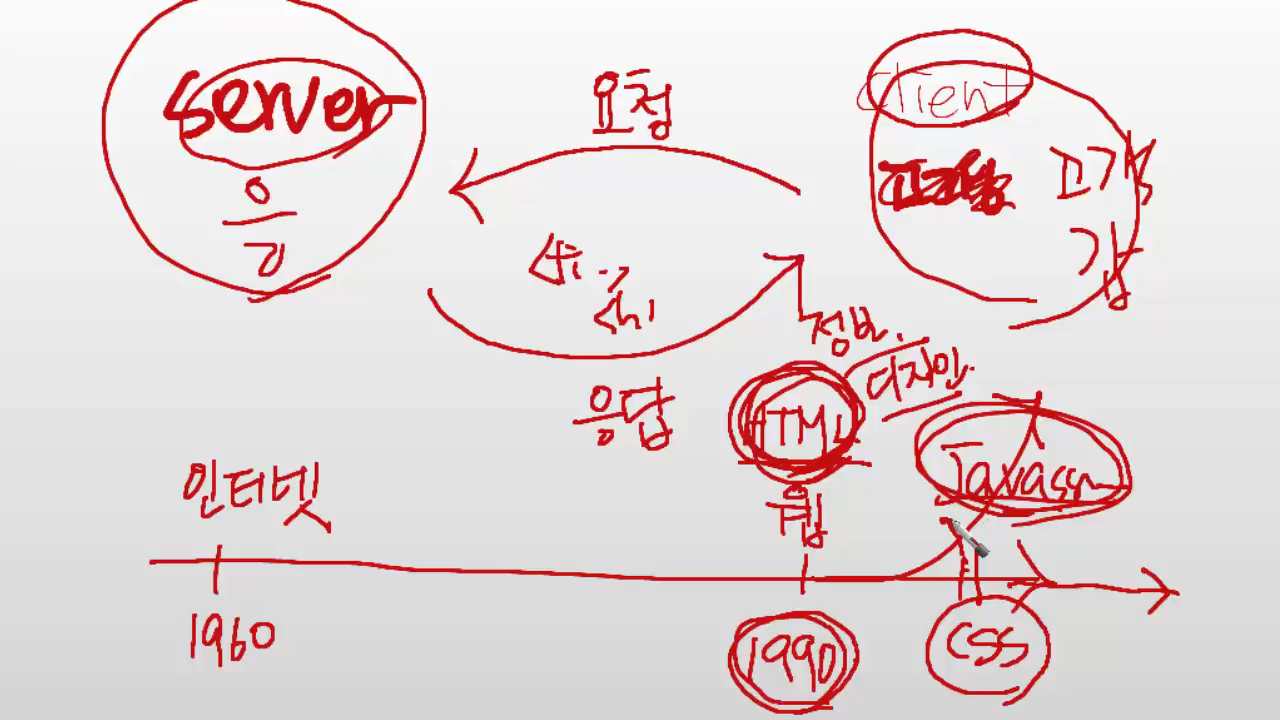 server
요청
client
고객
응답
정보.
디자인.
HTML
Javascr
인터넷
웹
1960
1990
CSS